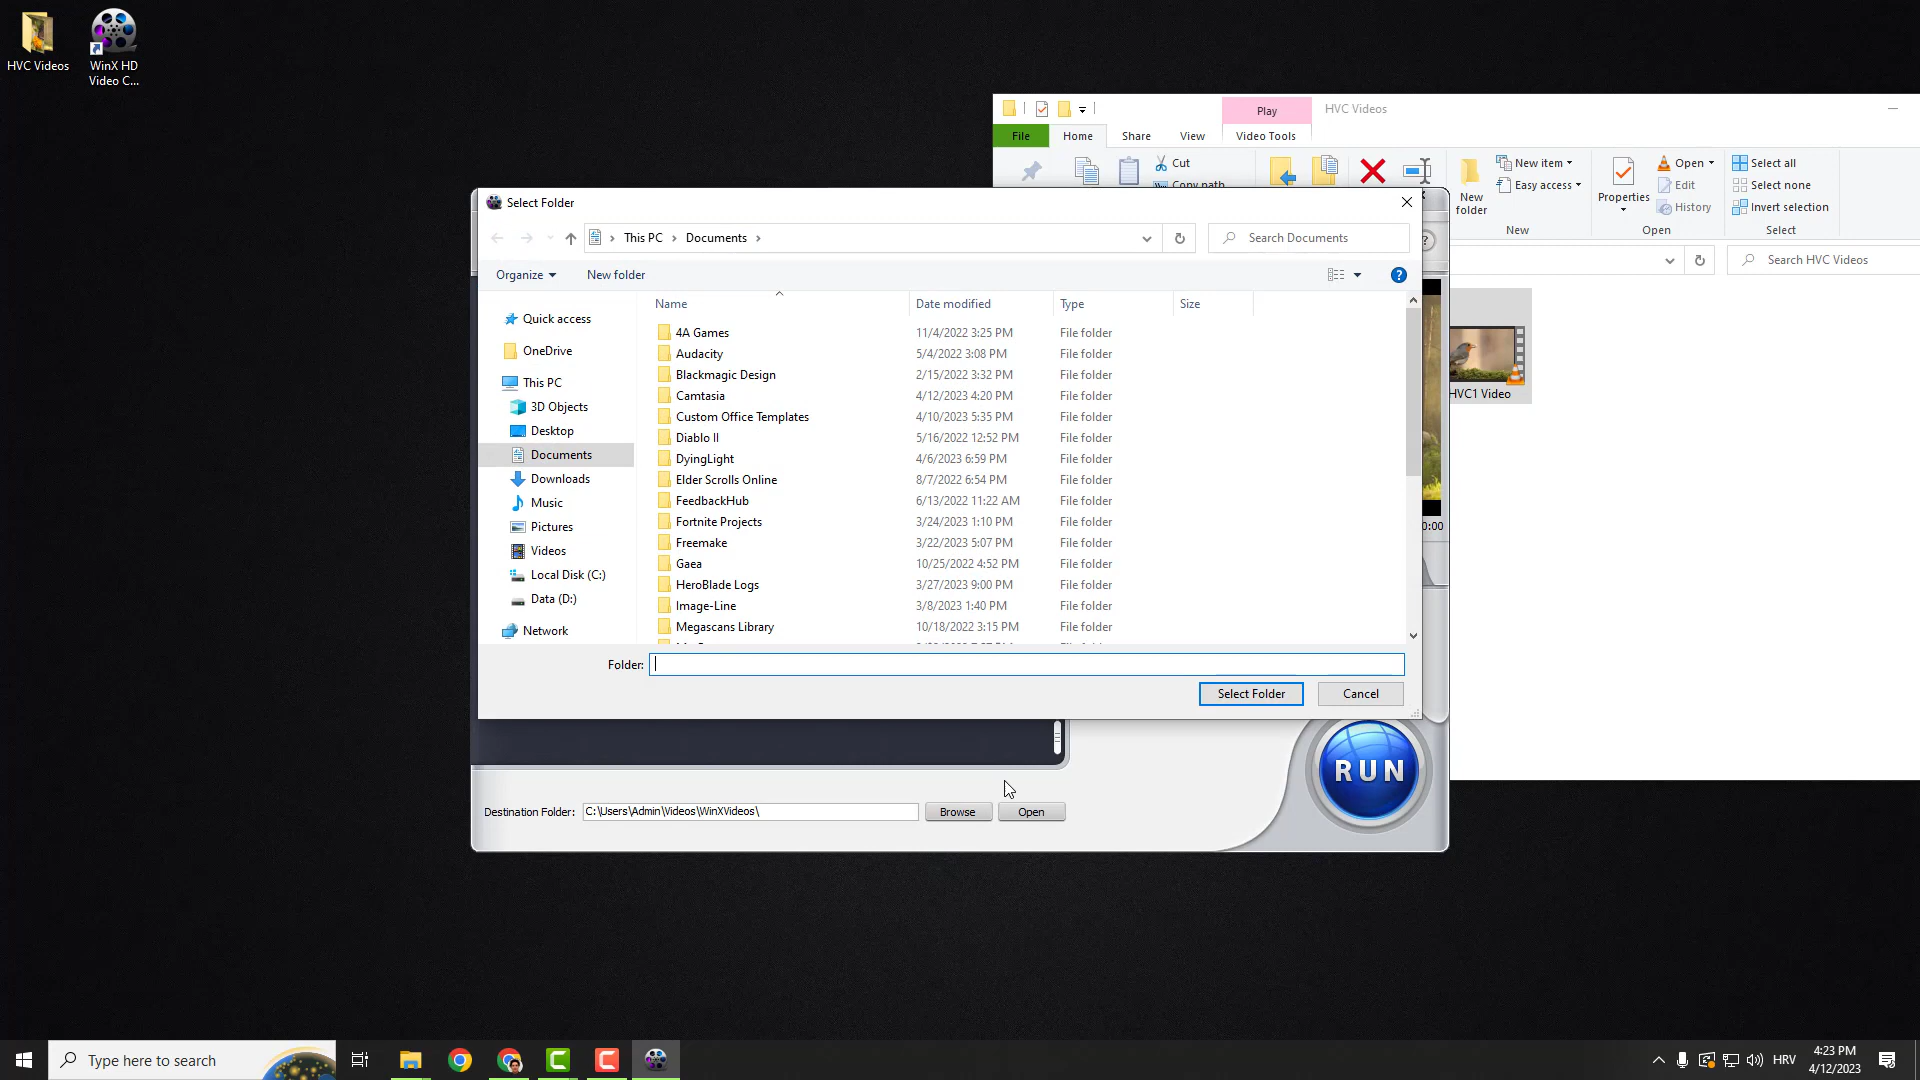 HVC Videos
WinX HD
Video C...
Play
HVC Videos
File
Home
Share
View
Video Tools
Cut
Copy path
New
folder
New item
Easy access
New
Properties
Open
Edit
History
Open
Select all
Select none
Invert selection
Select
Search HVC Videos
HVC1 Video
Select Folder
This PC
Documents
Search Documents
Organize
New folder
Name
Date modified
Type
Size
Quick access
OneDrive
This PC
3D Objects
Desktop
Documents
Downloads
Music
Pictures
Videos
Local Disk (C:)
Data (D:)
Network
4A Games 11/4/2022 3:25 PM File folder
Audacity 5/4/2022 3:08 PM File folder
Blackmagic Design 2/15/2022 3:32 PM File folder
Camtasia 4/12/2023 4:20 PM File folder
Custom Office Templates 4/10/2023 5:35 PM File folder
Diablo II 5/16/2022 12:52 PM File folder
DyingLight 4/6/2023 6:59 PM File folder
Elder Scrolls Online 8/7/2022 6:54 PM File folder
FeedbackHub 6/13/2022 11:22 AM File folder
Fortnite Projects 3/24/2023 1:10 PM File folder
Freemake 3/22/2023 5:07 PM File folder
Gaea 10/25/2022 4:52 PM File folder
HeroBlade Logs 3/27/2023 9:00 PM File folder
Image-Line 3/8/2023 1:40 PM File folder
Megascans Library 10/18/2022 3:15 PM File folder
Folder:
Select Folder
Cancel
0:00
RUN
Destination Folder: C:\Users\Admin\Videos\WinXVideos\
Browse
Open
Type here to search
HRV
4:23 PM
4/12/2023